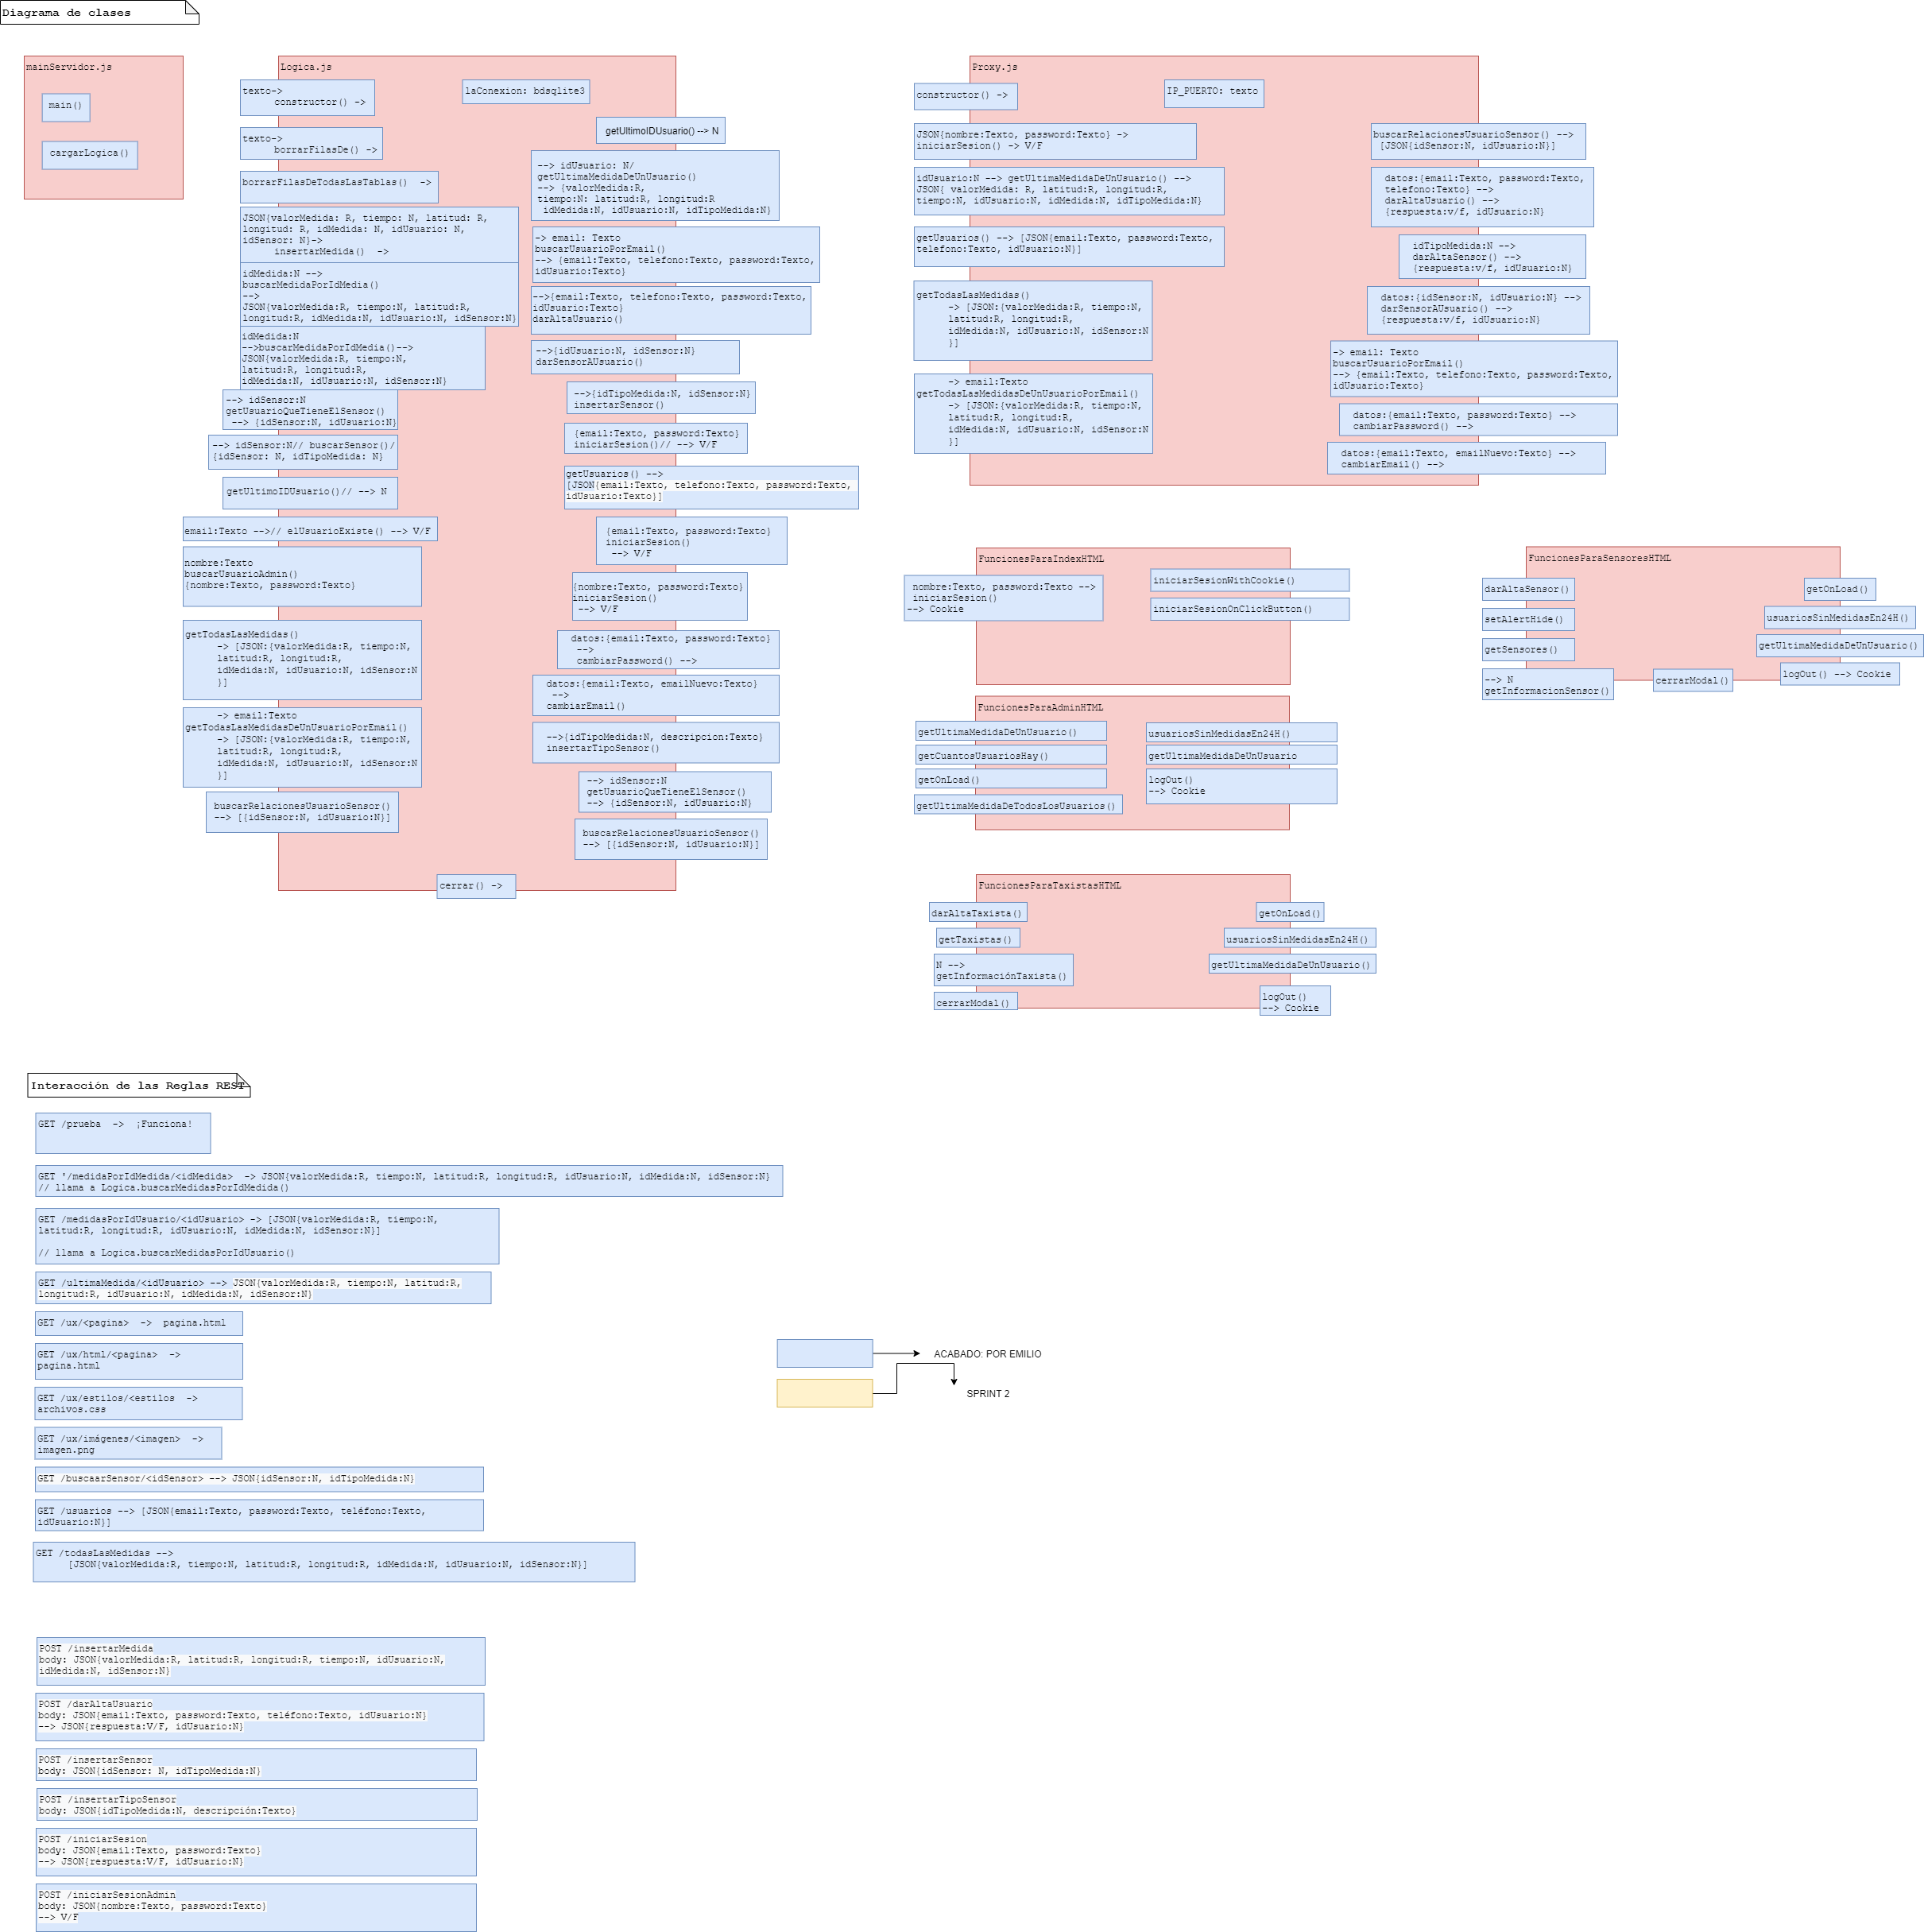 Diagrama de clases
mainServidor.js
main()
cargarLogica()
Logica.js
texto->
constructor() ->
laConexion: bdsqlite3
texto->
borrarFilasDe() ->
borrarFilasDeTodasLasTablas()  ->
JSON{valorMedida: R, tiempo: N, latitud: R,
longitud: R, idMedida: N, idUsuario: N,
idSensor: N}->
insertarMedida()  ->
idMedida:N -->
buscarMedidaPorIdMedia()
-->
JSON{valorMedida:R, tiempo:N, latitud:R,
longitud:R, idMedida:N, idUsuario:N, idSensor:N}
idMedida:N
-->buscarMedidaPorIdMedia()-->
JSON{valorMedida:R, tiempo:N,
latitud:R, longitud:R,
idMedida:N, idUsuario:N, idSensor:N}
--> idSensor:N
getUsuarioQueTieneElSensor()
--> {idSensor:N, idUsuario:N}
--> idSensor:N// buscarSensor()/
{idSensor: N, idTipoMedida: N}
getUltimoIDUsuario()// --> N
email:Texto -->// elUsuarioExiste() --> V/F
nombre:Texto
buscarUsuarioAdmin()
{nombre:Texto, password:Texto}
getTodasLasMedidas()
-> [JSON:{valorMedida:R, tiempo:N,
latitud:R, longitud:R,
idMedida:N, idUsuario:N, idSensor:N
}]
-> email:Texto
getTodasLasMedidasDeUnUsuarioPorEmail()
-> [JSON:{valorMedida:R, tiempo:N,
latitud:R, longitud:R,
idMedida:N, idUsuario:N, idSensor:N
}]
buscarRelacionesUsuarioSensor()
--> [{idSensor:N, idUsuario:N}]
getUltimoIDUsuario() --> N
--> idUsuario: N/
getUltimaMedidaDeUnUsuario()
--> {valorMedida:R,
tiempo:N: latitud:R, longitud:R
idMedida:N, idUsuario:N, idTipoMedida:N}
-> email: Texto
buscarUsuarioPorEmail()
--> {email:Texto, telefono:Texto, password:Texto,
idUsuario:Texto}
-->{email:Texto, telefono:Texto, password:Texto,
idUsuario:Texto}
darAltaUsuario()
-->{idUsuario:N, idSensor:N}
darSensorAUsuario()
-->{idTipoMedida:N, idSensor:N}
insertarSensor()
{email:Texto, password:Texto}
iniciarSesion()// --> V/F
getUsuarios() -->
[JSON{email:Texto, telefono:Texto, password:Texto,
idUsuario:Texto}]
{email:Texto, password:Texto}
iniciarSesion()
--> V/F
{nombre:Texto, password:Texto}
iniciarSesion()
--> V/F
datos:{email:Texto, password:Texto}
-->
cambiarPassword() -->
datos:{email:Texto, emailNuevo:Texto}
-->
cambiarEmail()
-->{idTipoMedida:N, descripcion:Texto}
insertarTipoSensor()
--> idSensor:N
getUsuarioQueTieneElSensor()
--> {idSensor:N, idUsuario:N}
buscarRelacionesUsuarioSensor()
--> [{idSensor:N, idUsuario:N}]
cerrar() ->
Proxy.js
constructor() ->
IP_PUERTO: texto
JSON{nombre:Texto, password:Texto} ->
iniciarSesion() -> V/F
idUsuario:N --> getUltimaMedidaDeUnUsuario() -->
JSON{ valorMedida: R, latitud:R, longitud:R,
tiempo:N, idUsuario:N, idMedida:N, idTipoMedida:N}
getUsuarios() --> [JSON{email:Texto, password:Texto,
telefono:Texto, idUsuario:N}]
getTodasLasMedidas()
-> [JSON:{valorMedida:R, tiempo:N,
latitud:R, longitud:R,
idMedida:N, idUsuario:N, idSensor:N
}]
-> email:Texto
getTodasLasMedidasDeUnUsuarioPorEmail()
-> [JSON:{valorMedida:R, tiempo:N,
latitud:R, longitud:R,
idMedida:N, idUsuario:N, idSensor:N
}]
buscarRelacionesUsuarioSensor() -->
[JSON{idSensor:N, idUsuario:N}]
datos:{email:Texto, password:Texto,
telefono:Texto} -->
darAltaUsuario() -->
{respuesta:v/f, idUsuario:N}
idTipoMedida:N -->
darAltaSensor() -->
{respuesta:v/f, idUsuario:N}
datos:{idSensor:N, idUsuario:N} -->
darSensorAUsuario() -->
{respuesta:v/f, idUsuario:N}
-> email: Texto
buscarUsuarioPorEmail()
--> {email:Texto, telefono:Texto, password:Texto,
idUsuario:Texto}
datos:{email:Texto, password:Texto} -->
cambiarPassword() -->
datos:{email:Texto, emailNuevo:Texto} -->
cambiarEmail() -->
FuncionesParaIndexHTML
nombre:Texto, password:Texto -->
iniciarSesion()
--> Cookie
iniciarSesionWithCookie()
iniciarSesionOnClickButton()
FuncionesParaSensoresHTML
darAltaSensor()
setAlertHide()
getSensores()
--> N
getInformacionSensor()
cerrarModal()
getOnLoad()
usuariosSinMedidasEn24H()
getUltimaMedidaDeUnUsuario()
logOut() --> Cookie
FuncionesParaAdminHTML
getUltimaMedidaDeUnUsuario()
getCuantosUsuariosHay()
getOnLoad()
getUltimaMedidaDeTodosLosUsuarios()
usuariosSinMedidasEn24H()
getUltimaMedidaDeUnUsuario
logOut()
--> Cookie
FuncionesParaTaxistasHTML
darAltaTaxista()
getTaxistas()
N -->
getInformaciónTaxista()
cerrarModal()
getOnLoad()
usuariosSinMedidasEn24H()
getUltimaMedidaDeUnUsuario()
logOut()
--> Cookie
Interacción de las Reglas REST
GET /prueba  ->  ¡Funciona!
GET '/medidaPorIdMedida/<idMedida>  -> JSON{valorMedida:R, tiempo:N, latitud:R, longitud:R, idUsuario:N, idMedida:N, idSensor:N}
// llama a Logica.buscarMedidasPorIdMedida()
GET /medidasPorIdUsuario/<idUsuario> -> [JSON{valorMedida:R, tiempo:N,
latitud:R, longitud:R, idUsuario:N, idMedida:N, idSensor:N}]
// llama a Logica.buscarMedidasPorIdUsuario()
GET /ultimaMedida/<idUsuario> --> JSON{valorMedida:R, tiempo:N, latitud:R,
longitud:R, idUsuario:N, idMedida:N, idSensor:N}
GET /ux/<pagina>  ->  pagina.html
GET /ux/html/<pagina>  ->
pagina.html
GET /ux/estilos/<estilos  ->
archivos.css
GET /ux/imágenes/<imagen>  ->
imagen.png
GET /buscaarSensor/<idSensor> --> JSON{idSensor:N, idTipoMedida:N}
GET /usuarios --> [JSON{email:Texto, password:Texto, teléfono:Texto,
idUsuario:N}]
GET /todasLasMedidas -->
[JSON{valorMedida:R, tiempo:N, latitud:R, longitud:R, idMedida:N, idUsuario:N, idSensor:N}]
ACABADO: POR EMILIO
SPRINT 2
POST /insertarMedida
body: JSON{valorMedida:R, latitud:R, longitud:R, tiempo:N, idUsuario:N,
idMedida:N, idSensor:N}
POST /darAltaUsuario
body: JSON{email:Texto, password:Texto, teléfono:Texto, idUsuario:N}
--> JSON{respuesta:V/F, idUsuario:N}
POST /insertarSensor
body: JSON{idSensor: N, idTipoMedida:N}
POST /insertarTipoSensor
body: JSON{idTipoMedida:N, descripción:Texto}
POST /iniciarSesion
body: JSON{email:Texto, password:Texto}
--> JSON{respuesta:V/F, idUsuario:N}
POST /iniciarSesionAdmin
body: JSON{nombre:Texto, password:Texto}
--> V/F